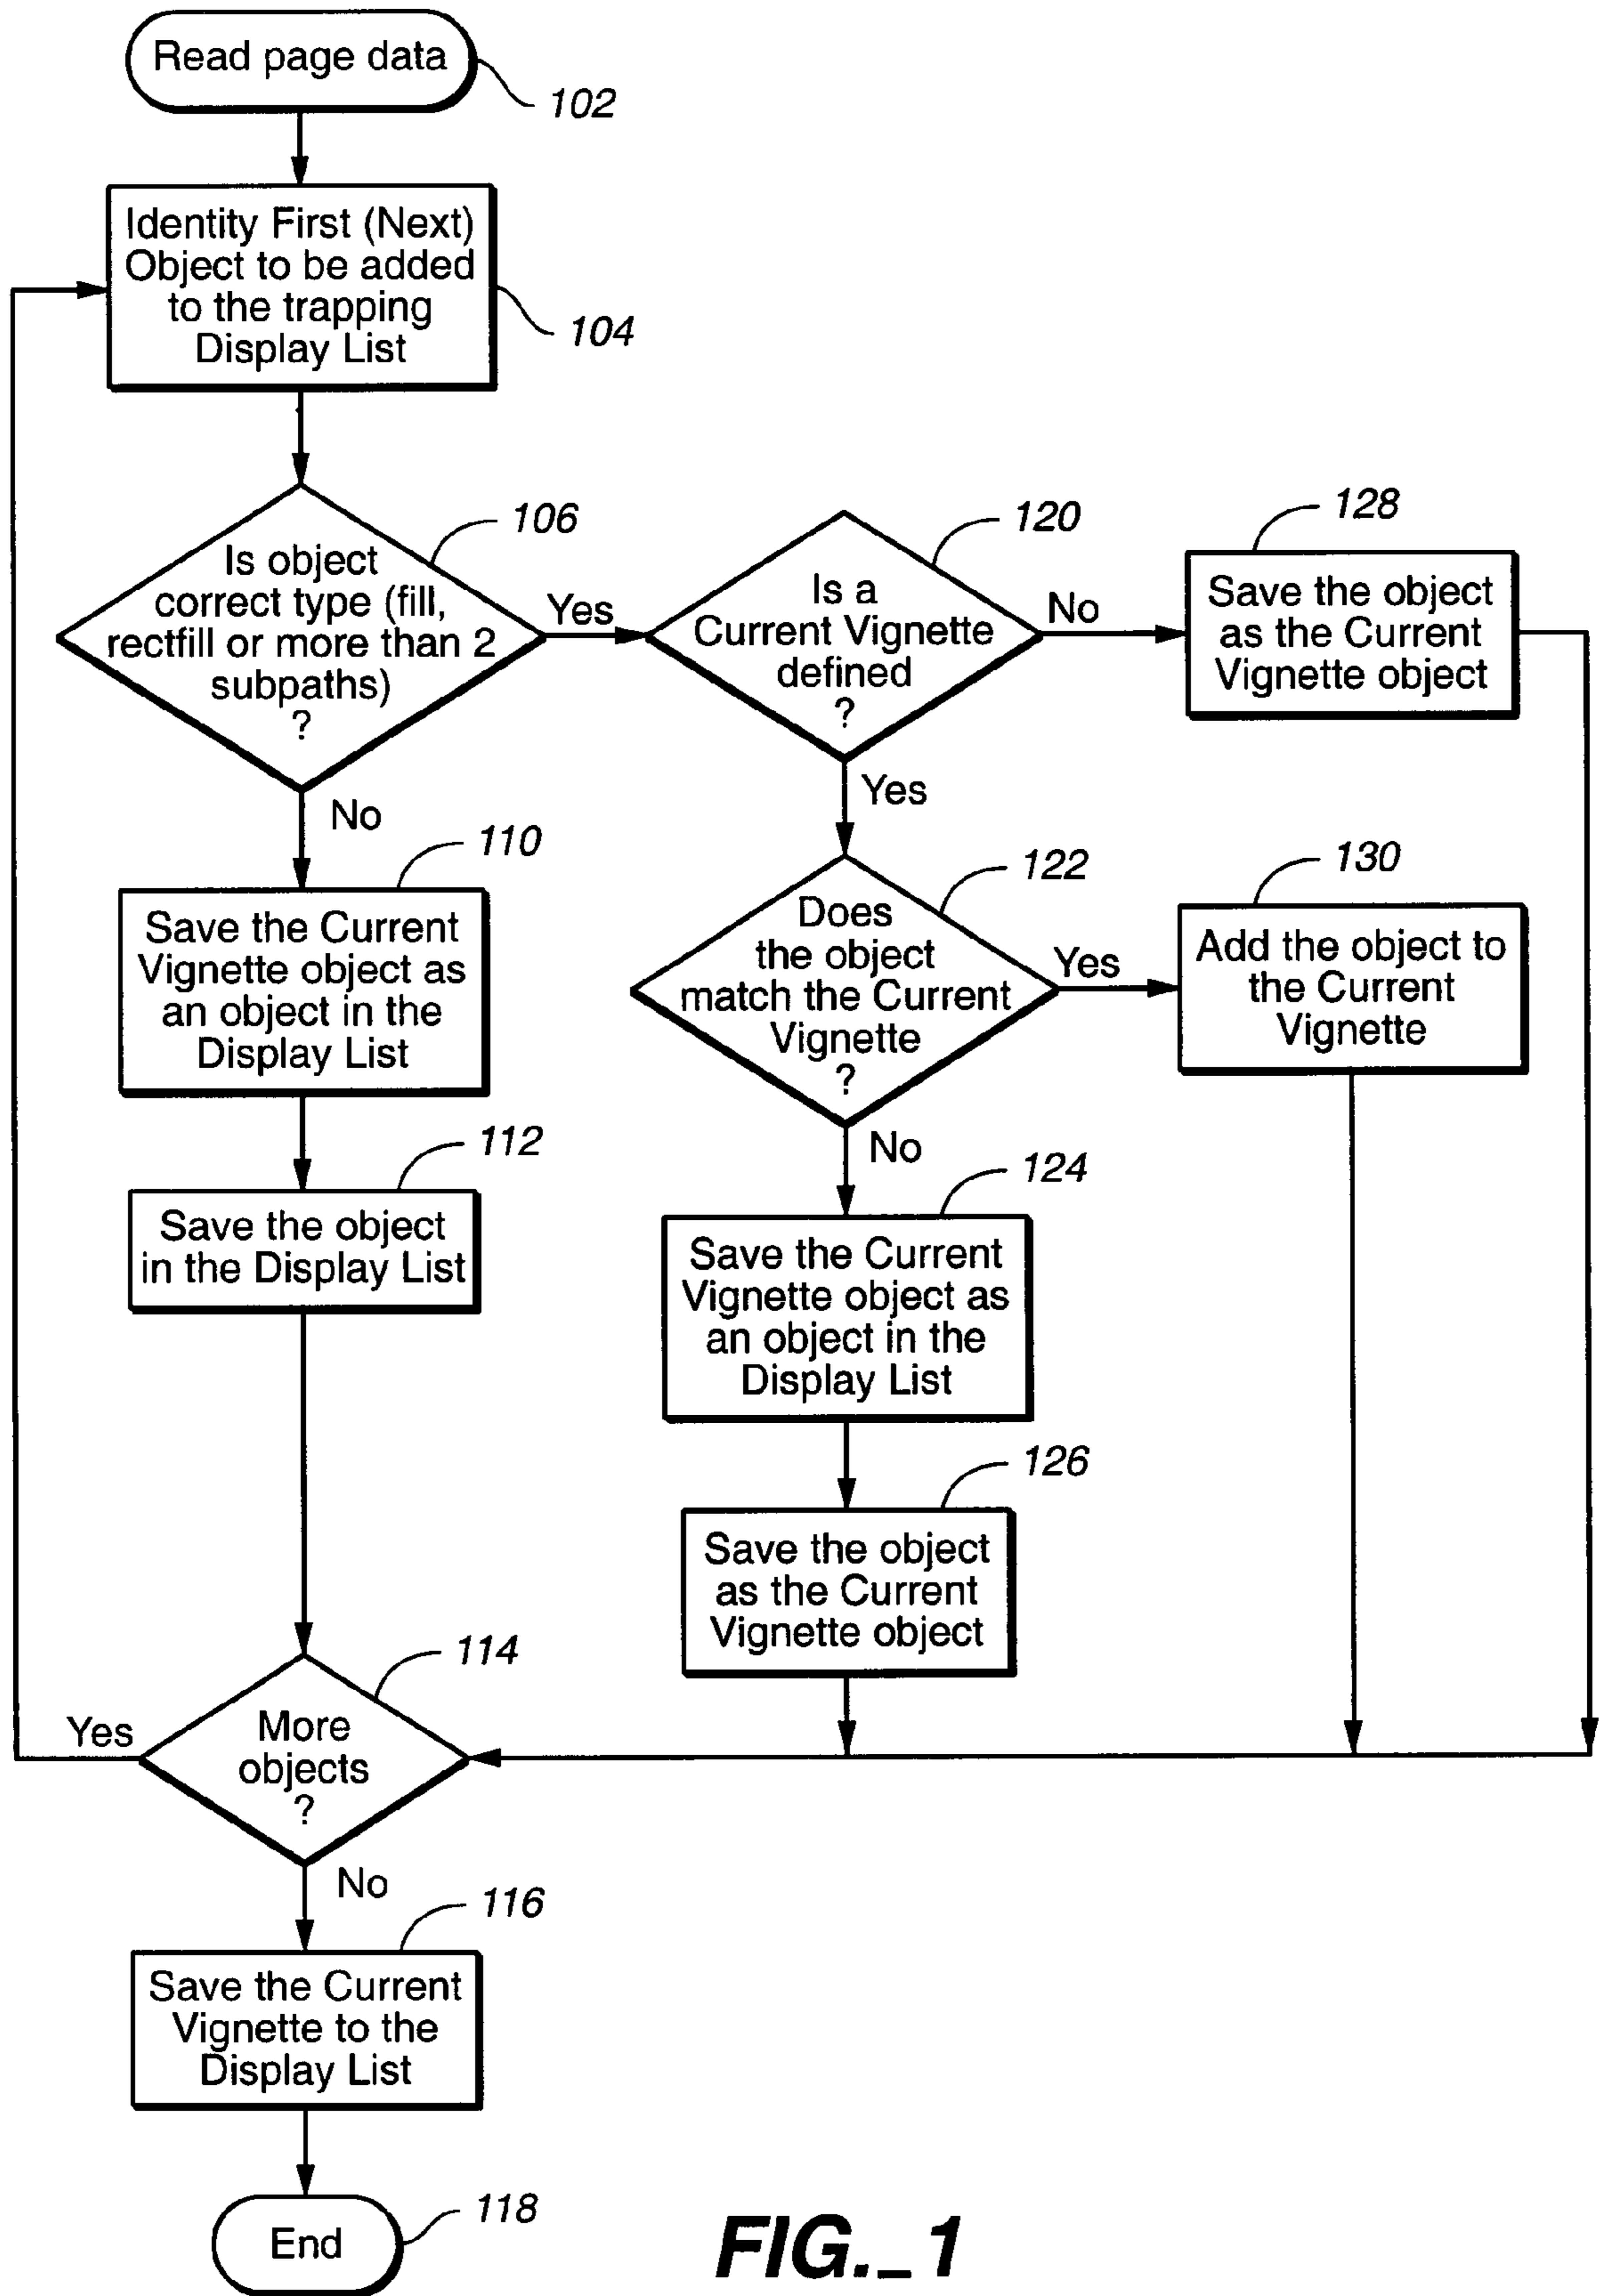 Read page data
102
Identity First (Next)
Object to be added
to the trapping
Display List
104
Is object
correct type (fill,
rectfill or more than 2
subpaths)
?
106
Yes
No
Is a
Current Vignette
defined
?
120
No
Yes
Save the object
as the Current
Vignette object
128
Save the Current
Vignette object as
an object in the
Display List
110
Does
the object
match the Current
Vignette
?
122
Yes
No
Add the object to
the Current
Vignette
130
Save the object
in the Display List
112
Save the Current
Vignette object as
an object in the
Display List
124
Save the object
as the Current
Vignette object
126
More
objects
?
114
Yes
No
Save the Current
Vignette to the
Display List
116
End
118
FIG._1